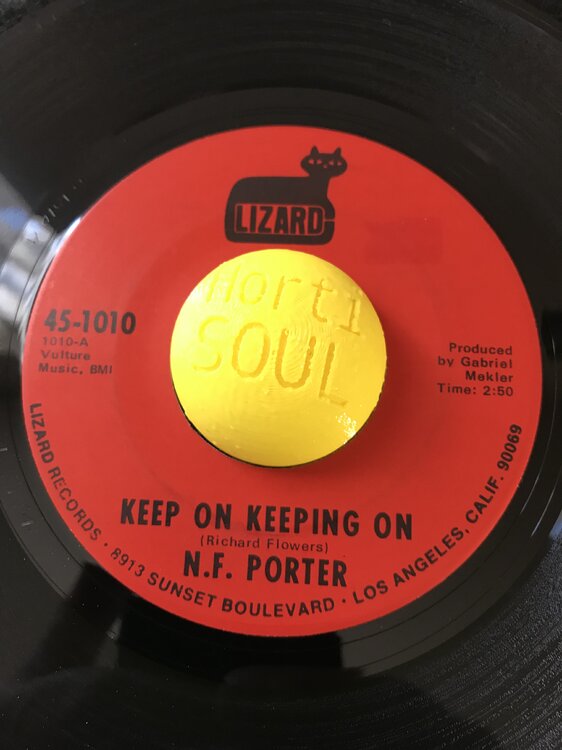 LIZARD
Horti
SOUL
45-1010
1010-A
Vulture
Music, BMI
Produced
by Gabriel
Mekler
Time: 2:50
KEEP ON KEEPING ON
(Richard Flowers)
N.F. PORTER
LIZARD RECORDS · 8913 SUNSET BOULEVARD · LOS ANGELES, CALIF. 90069